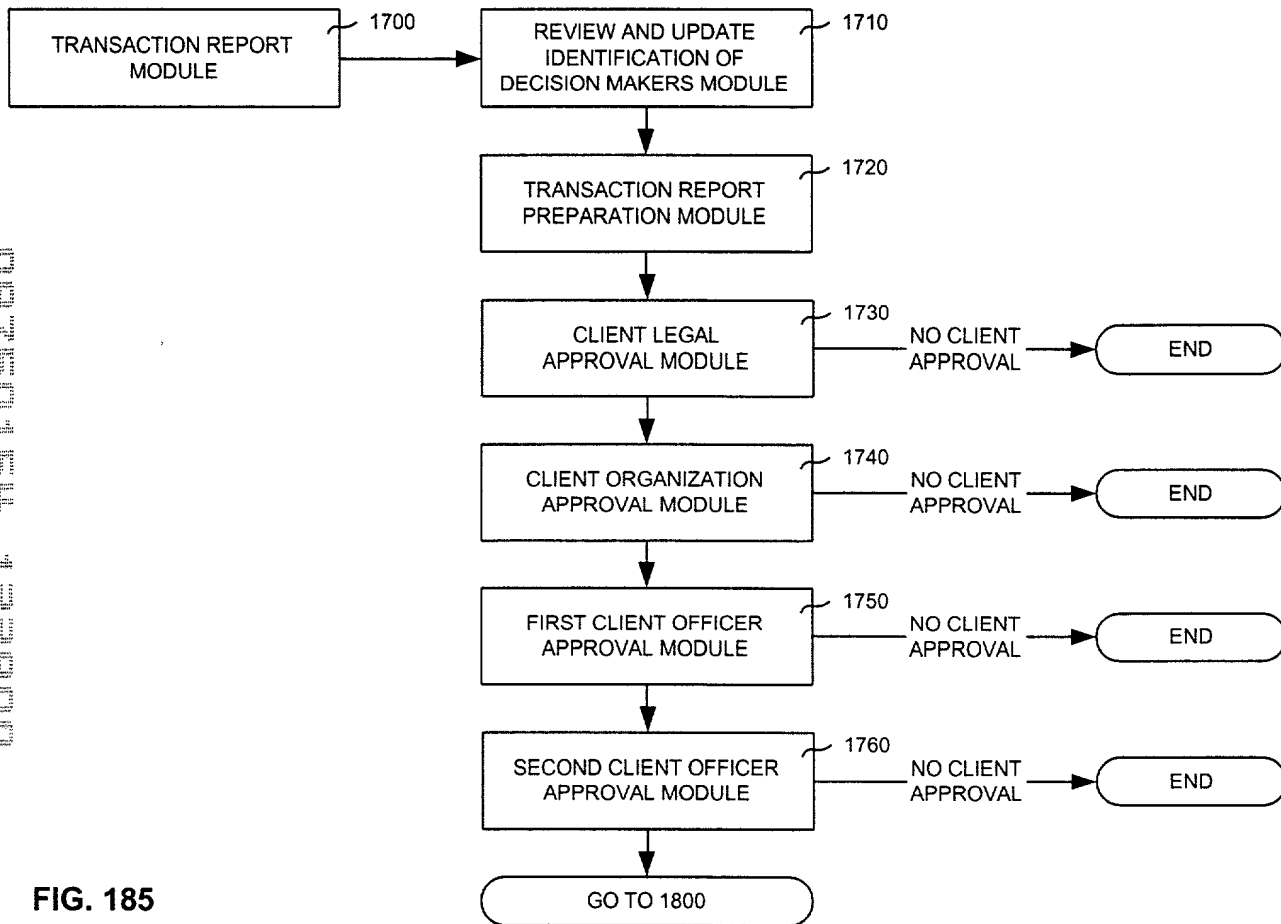 TRANSACTION REPORT
MODULE
1700
REVIEW AND UPDATE
IDENTIFICATION OF
DECISION MAKERS MODULE
1710
TRANSACTION REPORT
PREPARATION MODULE
1720
CLIENT LEGAL
APPROVAL MODULE
1730
NO CLIENT
APPROVAL
END
CLIENT ORGANIZATION
APPROVAL MODULE
1740
NO CLIENT
APPROVAL
END
FIRST CLIENT OFFICER
APPROVAL MODULE
1750
NO CLIENT
APPROVAL
END
SECOND CLIENT OFFICER
APPROVAL MODULE
1760
NO CLIENT
APPROVAL
END
GO TO 1800
FIG. 185